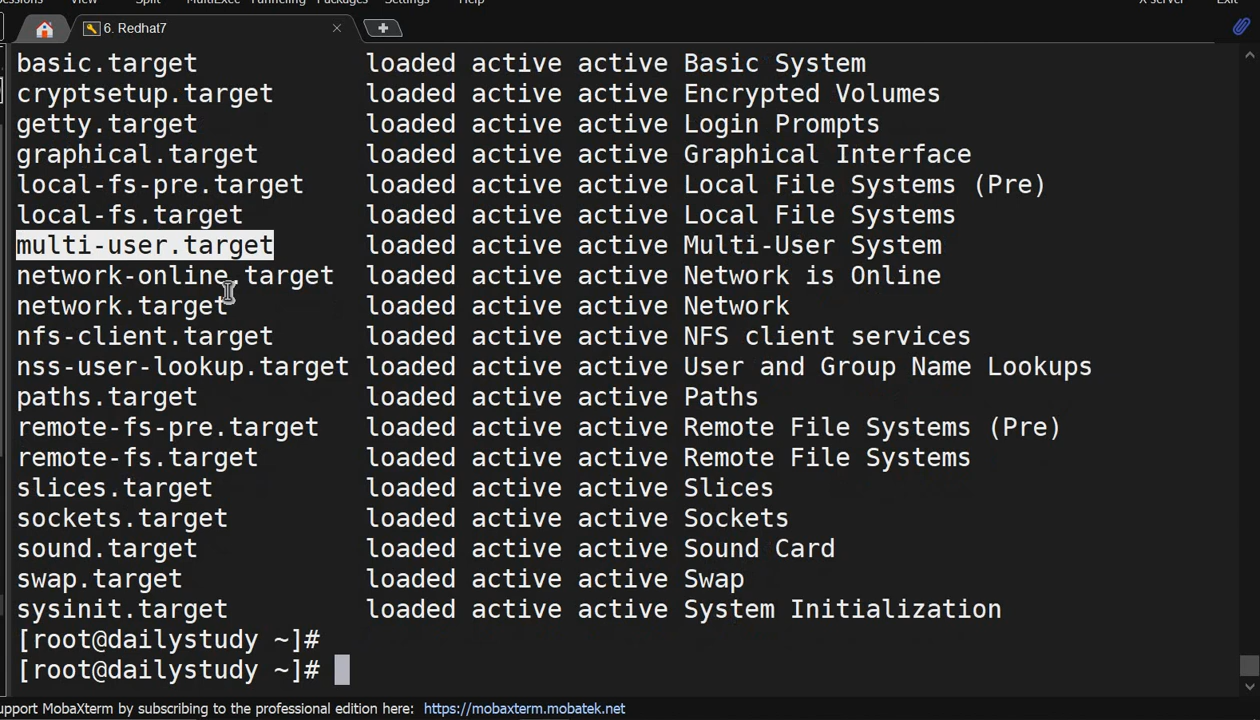 Sessions View Split MultiExec Tunneling Packages Settings Help X server Exit
6. Redhat7
basic.target loaded active active Basic System
cryptsetup.target loaded active active Encrypted Volumes
getty.target loaded active active Login Prompts
graphical.target loaded active active Graphical Interface
local-fs-pre.target loaded active active Local File Systems (Pre)
local-fs.target loaded active active Local File Systems
multi-user.target loaded active active Multi-User System
network-online.target loaded active active Network is Online
network.target loaded active active Network
nfs-client.target loaded active active NFS client services
nss-user-lookup.target loaded active active User and Group Name Lookups
paths.target loaded active active Paths
remote-fs-pre.target loaded active active Remote File Systems (Pre)
remote-fs.target loaded active active Remote File Systems
slices.target loaded active active Slices
sockets.target loaded active active Sockets
sound.target loaded active active Sound Card
swap.target loaded active active Swap
sysinit.target loaded active active System Initialization
[root@dailystudy ~]#
[root@dailystudy ~]#
upport MobaXterm by subscribing to the professional edition here: https://mobaxterm.mobatek.net